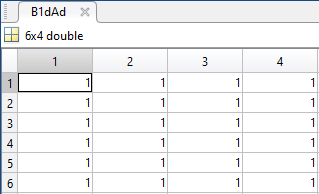 B1dAd
6x4 double
1 2 3 4
1 1 1 1 1
2 1 1 1 1
3 1 1 1 1
4 1 1 1 1
5 1 1 1 1
6 1 1 1 1